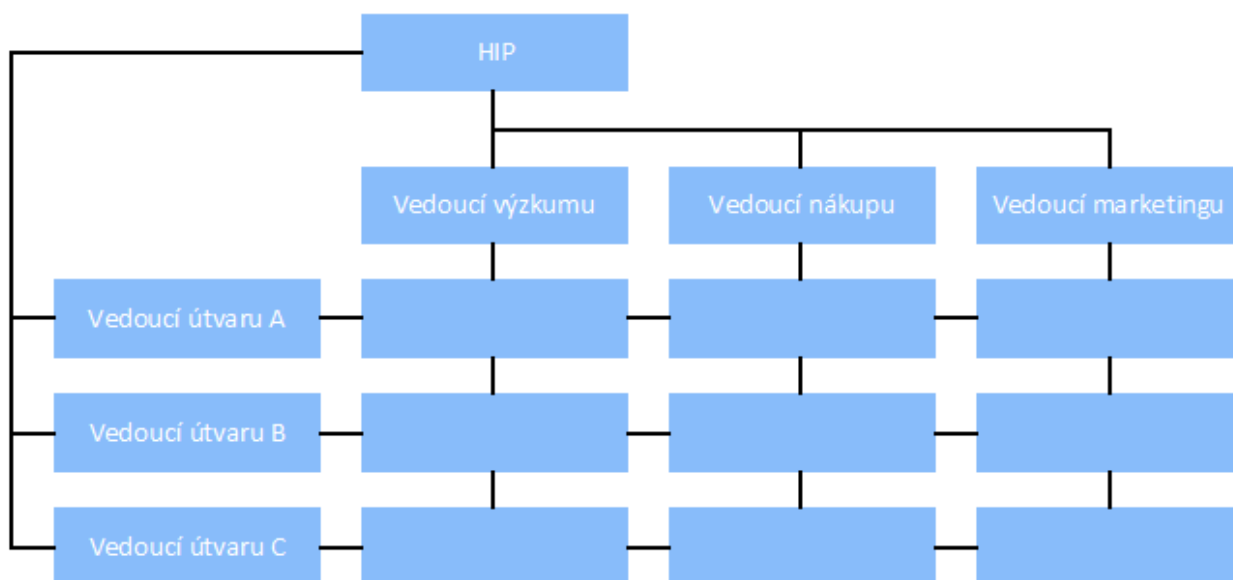 HIP
Vedoucí výzkumu
Vedoucí nákupu
Vedoucí marketingu
Vedoucí útvaru A
Vedoucí útvaru B
Vedoucí útvaru C